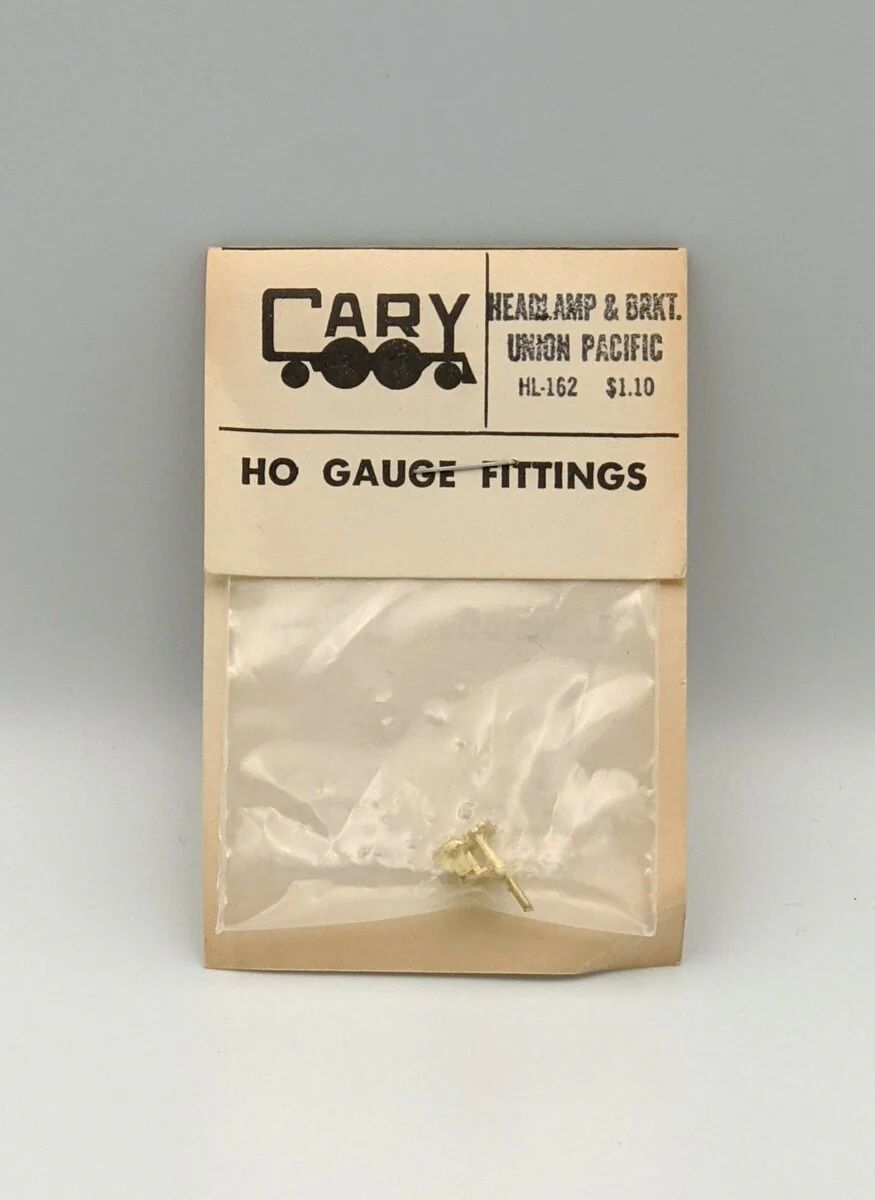 CARY
HEADLAMP & BRKT.
UNION PACIFIC
HL-162 $1.10
HO GAUGE FITTINGS